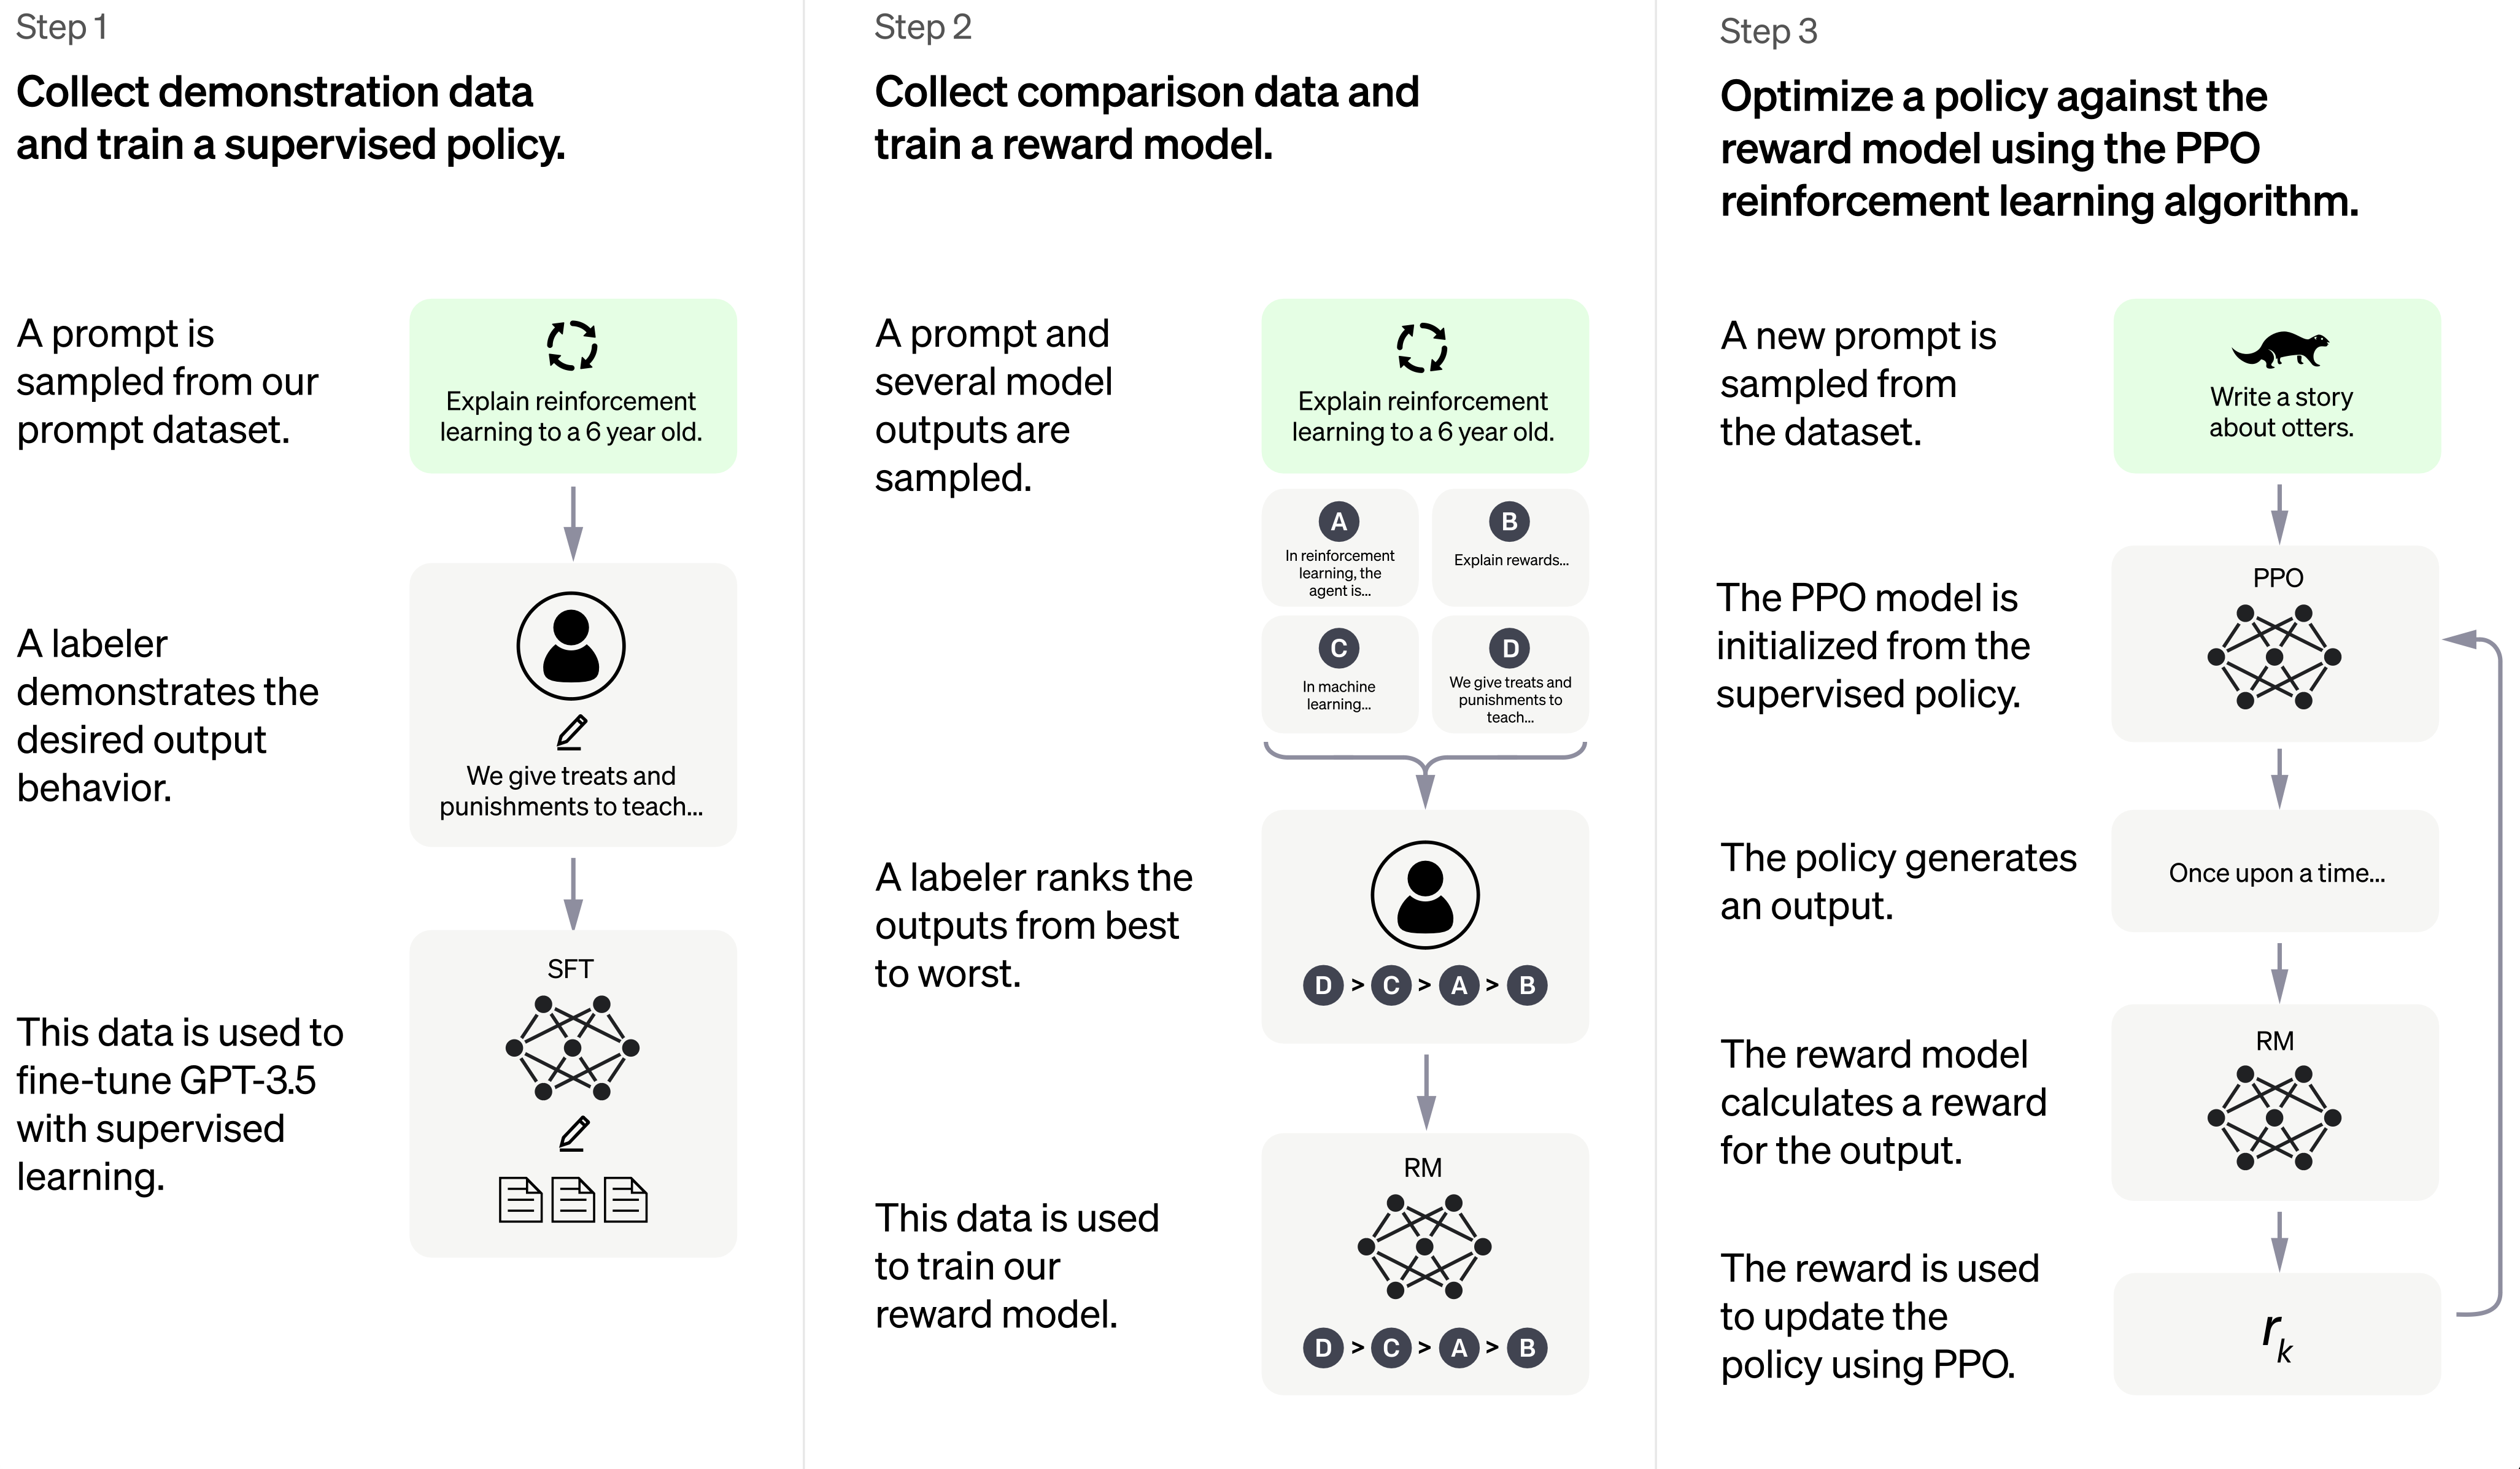 Step 1
Collect demonstration data
and train a supervised policy.
A prompt is
sampled from our
prompt dataset.
Explain reinforcement
learning to a 6 year old.
A labeler
demonstrates the
desired output
behavior.
We give treats and
punishments to teach...
This data is used to
fine-tune GPT-3.5
with supervised
learning.
SFT
Step 2
Collect comparison data and
train a reward model.
A prompt and
several model
outputs are
sampled.
Explain reinforcement
learning to a 6 year old.
A
In reinforcement
learning, the
agent is...
B
Explain rewards...
C
In machine
learning...
D
We give treats and
punishments to
teach...
A labeler ranks the
outputs from best
to worst.
D > C > A > B
This data is used
to train our
reward model.
RM
D > C > A > B
Step 3
Optimize a policy against the
reward model using the PPO
reinforcement learning algorithm.
A new prompt is
sampled from
the dataset.
Write a story
about otters.
The PPO model is
initialized from the
supervised policy.
PPO
The policy generates
an output.
Once upon a time...
The reward model
calculates a reward
for the output.
RM
The reward is used
to update the
policy using PPO.
r_k